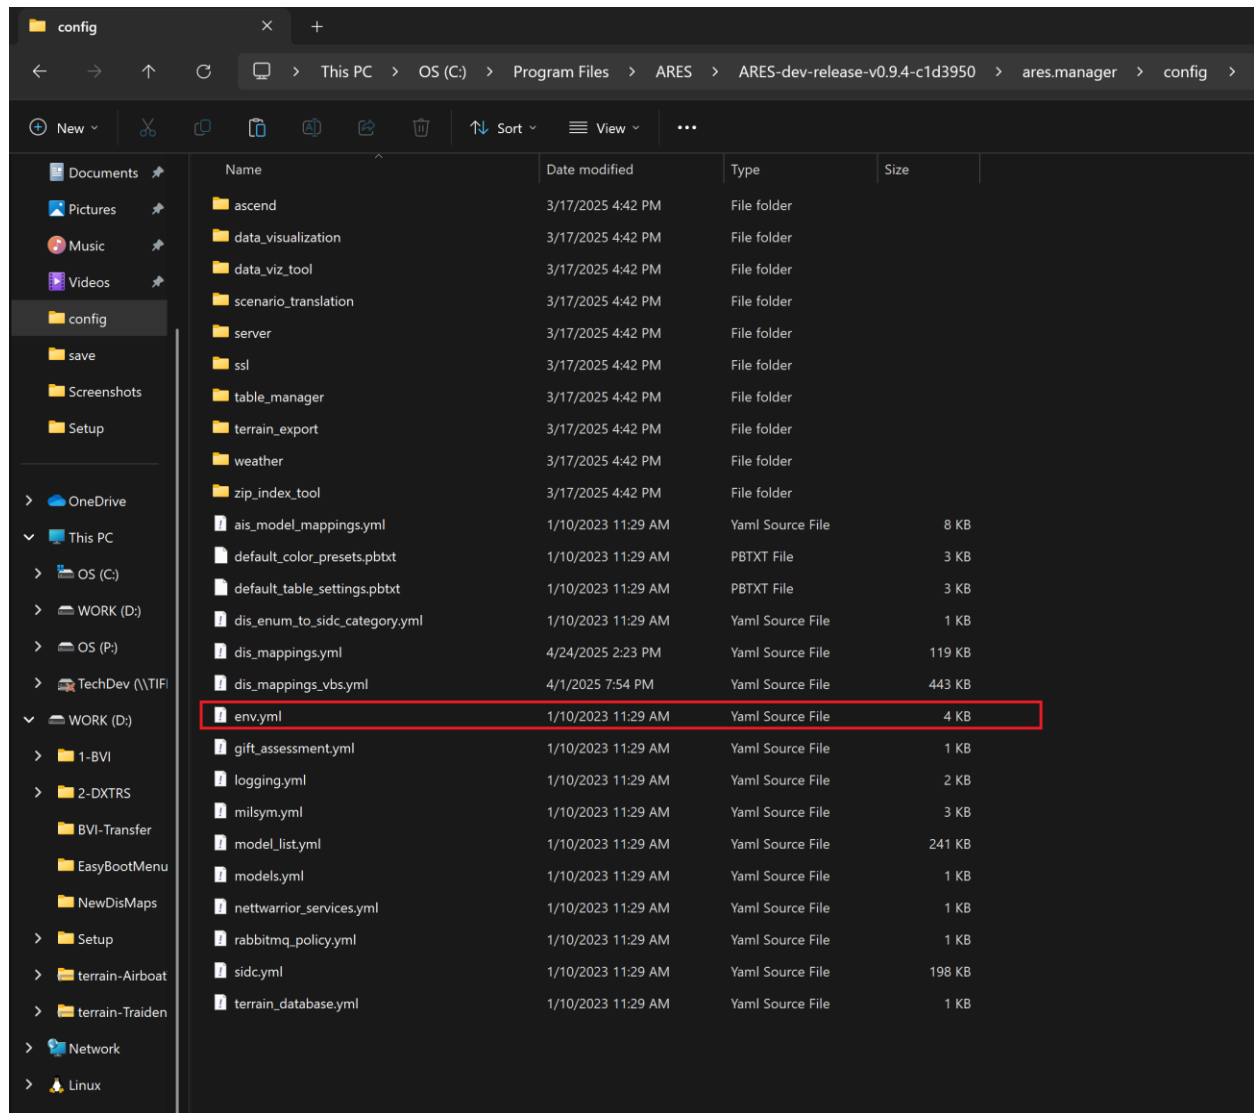 config
This PC > OS (C:) > Program Files > ARES > ARES-dev-release-v0.9.4-c1d3950 > ares.manager > config >
New Sort View
Name Date modified Type Size
Documents
Pictures
Music
Videos
config
save
Screenshots
Setup
OneDrive
This PC
OS (C:)
WORK (D:)
OS (P:)
TechDev (\\TIF
WORK (D:)
1-BVI
2-DXTRS
BVI-Transfer
EasyBootMenu
NewDisMaps
Setup
terrain-Airboat
terrain-Traiden
Network
Linux
ascend 3/17/2025 4:42 PM File folder
data_visualization 3/17/2025 4:42 PM File folder
data_viz_tool 3/17/2025 4:42 PM File folder
scenario_translation 3/17/2025 4:42 PM File folder
server 3/17/2025 4:42 PM File folder
ssl 3/17/2025 4:42 PM File folder
table_manager 3/17/2025 4:42 PM File folder
terrain_export 3/17/2025 4:42 PM File folder
weather 3/17/2025 4:42 PM File folder
zip_index_tool 3/17/2025 4:42 PM File folder
ais_model_mappings.yml 1/10/2023 11:29 AM Yaml Source File 8 KB
default_color_presets.pbtxt 1/10/2023 11:29 AM PBTXT File 3 KB
default_table_settings.pbtxt 1/10/2023 11:29 AM PBTXT File 3 KB
dis_enum_to_sidc_category.yml 1/10/2023 11:29 AM Yaml Source File 1 KB
dis_mappings.yml 4/24/2025 2:23 PM Yaml Source File 119 KB
dis_mappings_vbs.yml 4/1/2025 7:54 PM Yaml Source File 443 KB
env.yml 1/10/2023 11:29 AM Yaml Source File 4 KB
gift_assessment.yml 1/10/2023 11:29 AM Yaml Source File 1 KB
logging.yml 1/10/2023 11:29 AM Yaml Source File 2 KB
milsym.yml 1/10/2023 11:29 AM Yaml Source File 3 KB
model_list.yml 1/10/2023 11:29 AM Yaml Source File 241 KB
models.yml 1/10/2023 11:29 AM Yaml Source File 1 KB
nettwarrior_services.yml 1/10/2023 11:29 AM Yaml Source File 1 KB
rabbitmq_policy.yml 1/10/2023 11:29 AM Yaml Source File 1 KB
sidc.yml 1/10/2023 11:29 AM Yaml Source File 198 KB
terrain_database.yml 1/10/2023 11:29 AM Yaml Source File 1 KB